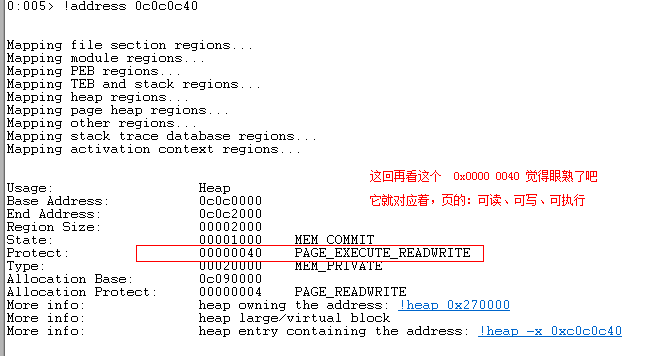 0:005> !address 0c0c0c40
Mapping file section regions...
Mapping module regions...
Mapping PEB regions...
Mapping TEB and stack regions...
Mapping heap regions...
Mapping page heap regions...
Mapping other regions...
Mapping stack trace database regions...
Mapping activation context regions...
这回再看这个 0x0000 0040 觉得眼熟了吧
它就对应着，页的：可读、可写、可执行
Usage: Heap
Base Address: 0c0c0000
End Address: 0c0c2000
Region Size: 00002000
State: 00001000 MEM_COMMIT
Protect: 00000040 PAGE_EXECUTE_READWRITE
Type: 00020000 MEM_PRIVATE
Allocation Base: 0c090000
Allocation Protect: 00000004 PAGE_READWRITE
More info: heap owning the address: !heap 0x270000
More info: heap large/virtual block
More info: heap entry containing the address: !heap -x 0xc0c0c40